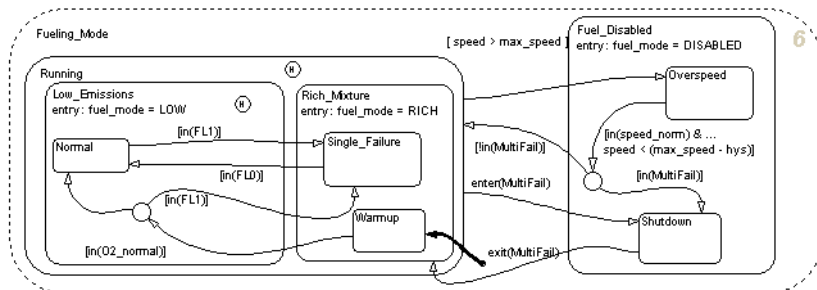 Fueling_Mode
[ speed > max_speed ]
Fuel_Disabled
entry: fuel_mode = DISABLED
6
Running
H
Low_Emissions
entry: fuel_mode = LOW
H
Rich_Mixture
entry: fuel_mode = RICH
Overspeed
[in(FL1)]
Normal
Single_Failure
[in(speed_norm) & ...
speed < (max_speed - hys)]
[!in(MultiFail)]
[in(FL0)]
[in(FL1)]
enter(MultiFail)
[in(MultiFail)]
Warmup
Shutdown
[in(O2_normal)]
exit(MultiFail)